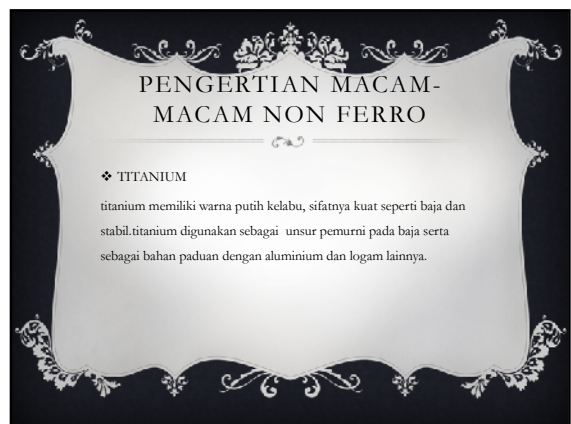 PENGERTIAN MACAM-
MACAM NON FERRO
❖ TITANIUM
titanium memiliki warna putih kelabu, sifatnya kuat seperti baja dan
stabil.titanium digunakan sebagai unsur pemurni pada baja serta
sebagai bahan paduan dengan aluminium dan logam lainnya.